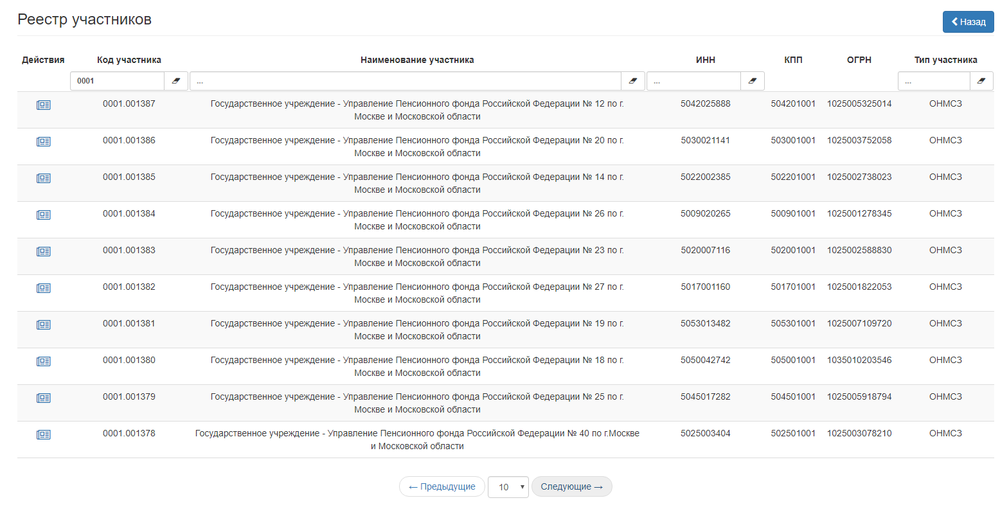 Реестр участников
Назад
Действия Код участника Наименование участника ИНН КПП ОГРН Тип участника
0001 ... ... ...
0001.001387 Государственное учреждение - Управление Пенсионного фонда Российской Федерации № 12 по г. 5042025888 504201001 1025005325014 ОНМСЗ
Москве и Московской области
0001.001386 Государственное учреждение - Управление Пенсионного фонда Российской Федерации № 20 по г. 5030021141 503001001 1025003752058 ОНМСЗ
Москве и Московской области
0001.001385 Государственное учреждение - Управление Пенсионного фонда Российской Федерации № 14 по г. 5022002385 502201001 1025002738023 ОНМСЗ
Москве и Московской области
0001.001384 Государственное учреждение - Управление Пенсионного фонда Российской Федерации № 26 по г. 5009020265 500901001 1025001278345 ОНМСЗ
Москве и Московской области
0001.001383 Государственное учреждение - Управление Пенсионного фонда Российской Федерации № 23 по г. 5020007116 502001001 1025002588830 ОНМСЗ
Москве и Московской области
0001.001382 Государственное учреждение - Управление Пенсионного фонда Российской Федерации № 27 по г. 5017001160 501701001 1025001822053 ОНМСЗ
Москве и Московской области
0001.001381 Государственное учреждение - Управление Пенсионного фонда Российской Федерации № 19 по г. 5053013482 505301001 1025007109720 ОНМСЗ
Москве и Московской области
0001.001380 Государственное учреждение - Управление Пенсионного фонда Российской Федерации № 18 по г. 5050042742 505001001 1035010203546 ОНМСЗ
Москве и Московской области
0001.001379 Государственное учреждение - Управление Пенсионного фонда Российской Федерации № 25 по г. 5045017282 504501001 1025005918794 ОНМСЗ
Москве и Московской области
0001.001378 Государственное учреждение - Управление Пенсионного фонда Российской Федерации № 40 по г.Москве 5025003404 502501001 1025003078210 ОНМСЗ
и Московской области
← Предыдущие 10 Следующие →